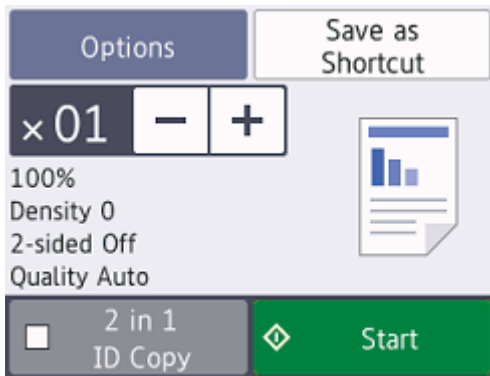 Options
Save as
Shortcut
×01
−
+
100%
Density 0
2-sided Off
Quality Auto
2 in 1
ID Copy
Start